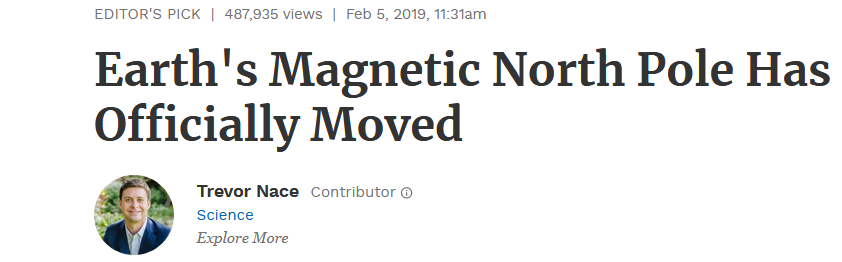 EDITOR'S PICK | 487,935 views | Feb 5, 2019, 11:31am
Earth's Magnetic North Pole Has
Officially Moved
Trevor Nace Contributor
Science
Explore More